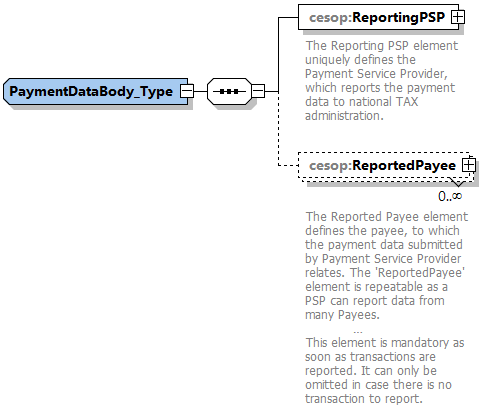 cesop:ReportingPSP
The Reporting PSP element
uniquely defines the
Payment Service Provider,
which reports the payment
data to national TAX
administration.
PaymentDataBody_Type
cesop:ReportedPayee
0..∞
The Reported Payee element
defines the payee, to which
the payment data submitted
by Payment Service Provider
relates. The 'ReportedPayee'
element is repeatable as a
PSP can report data from
many Payees.
...
This element is mandatory as
soon as transactions are
reported. It can only be
omitted in case there is no
transaction to report.